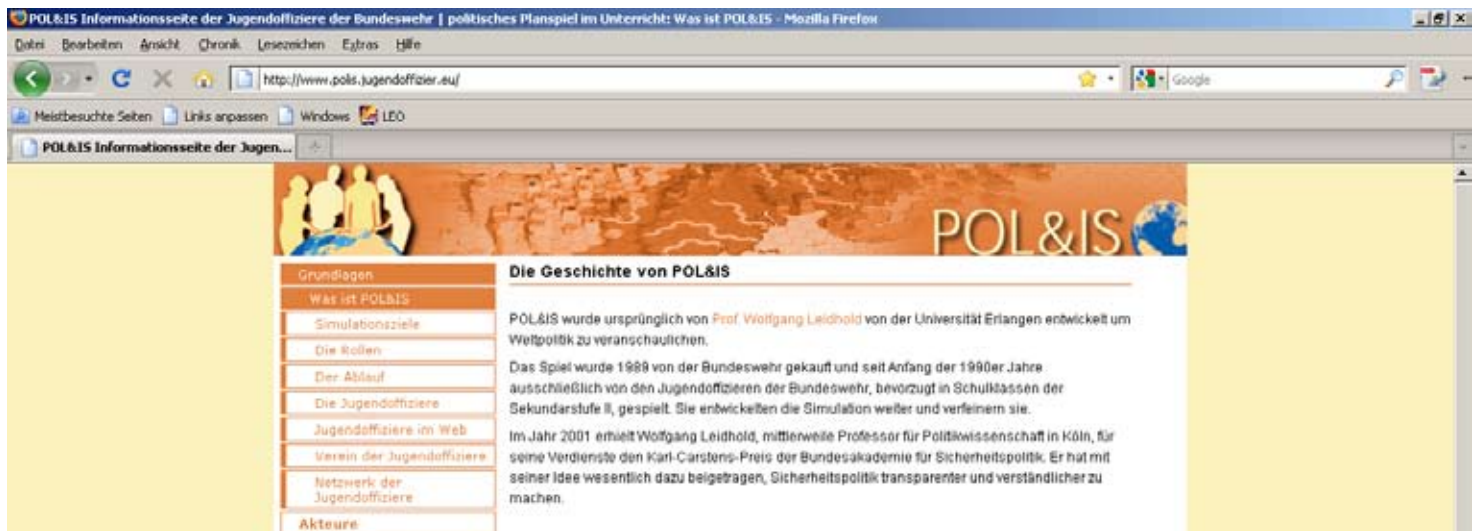 POL&IS Informationsseite der Jugendoffiziere der Bundeswehr | politisches Planspiel im Unterricht: Was ist POL&IS - Mozilla Firefox
Datei Bearbeiten Ansicht Chronik Lesezeichen Extras Hilfe
http://www.polis.jugendoffizier.eu/ Google
Meistbesuchte Seiten Links anpassen Windows LEO
POL&IS Informationsseite der Jugen...
POL&IS
Grundlagen
Was ist POL&IS
Simulationsziele
Die Rollen
Der Ablauf
Die Jugendoffiziere
Jugendoffiziere im Web
Verein der Jugendoffiziere
Netzwerk der
Jugendoffiziere
Akteure
Die Geschichte von POL&IS
POL&IS wurde ursprünglich von Prof. Wolfgang Leidhold von der Universität Erlangen entwickelt um
Weltpolitik zu veranschaulichen.
Das Spiel wurde 1989 von der Bundeswehr gekauft und seit Anfang der 1990er Jahre
ausschließlich von den Jugendoffizieren der Bundeswehr, bevorzugt in Schulklassen der
Sekundarstufe II, gespielt. Sie entwickelten die Simulation weiter und verfeinern sie.
Im Jahr 2001 erhielt Wolfgang Leidhold, mittlerweile Professor für Politikwissenschaft in Köln, für
seine Verdienste den Karl-Carstens-Preis der Bundesakademie für Sicherheitspolitik. Er hat mit
seiner Idee wesentlich dazu beigetragen, Sicherheitspolitik transparenter und verständlicher zu
machen.